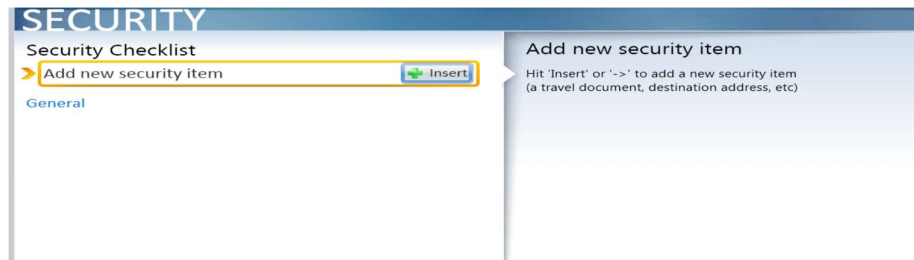 SECURITY
Security Checklist
Add new security item
Insert
General
Add new security item
Hit 'Insert' or '->' to add a new security item
(a travel document, destination address, etc)